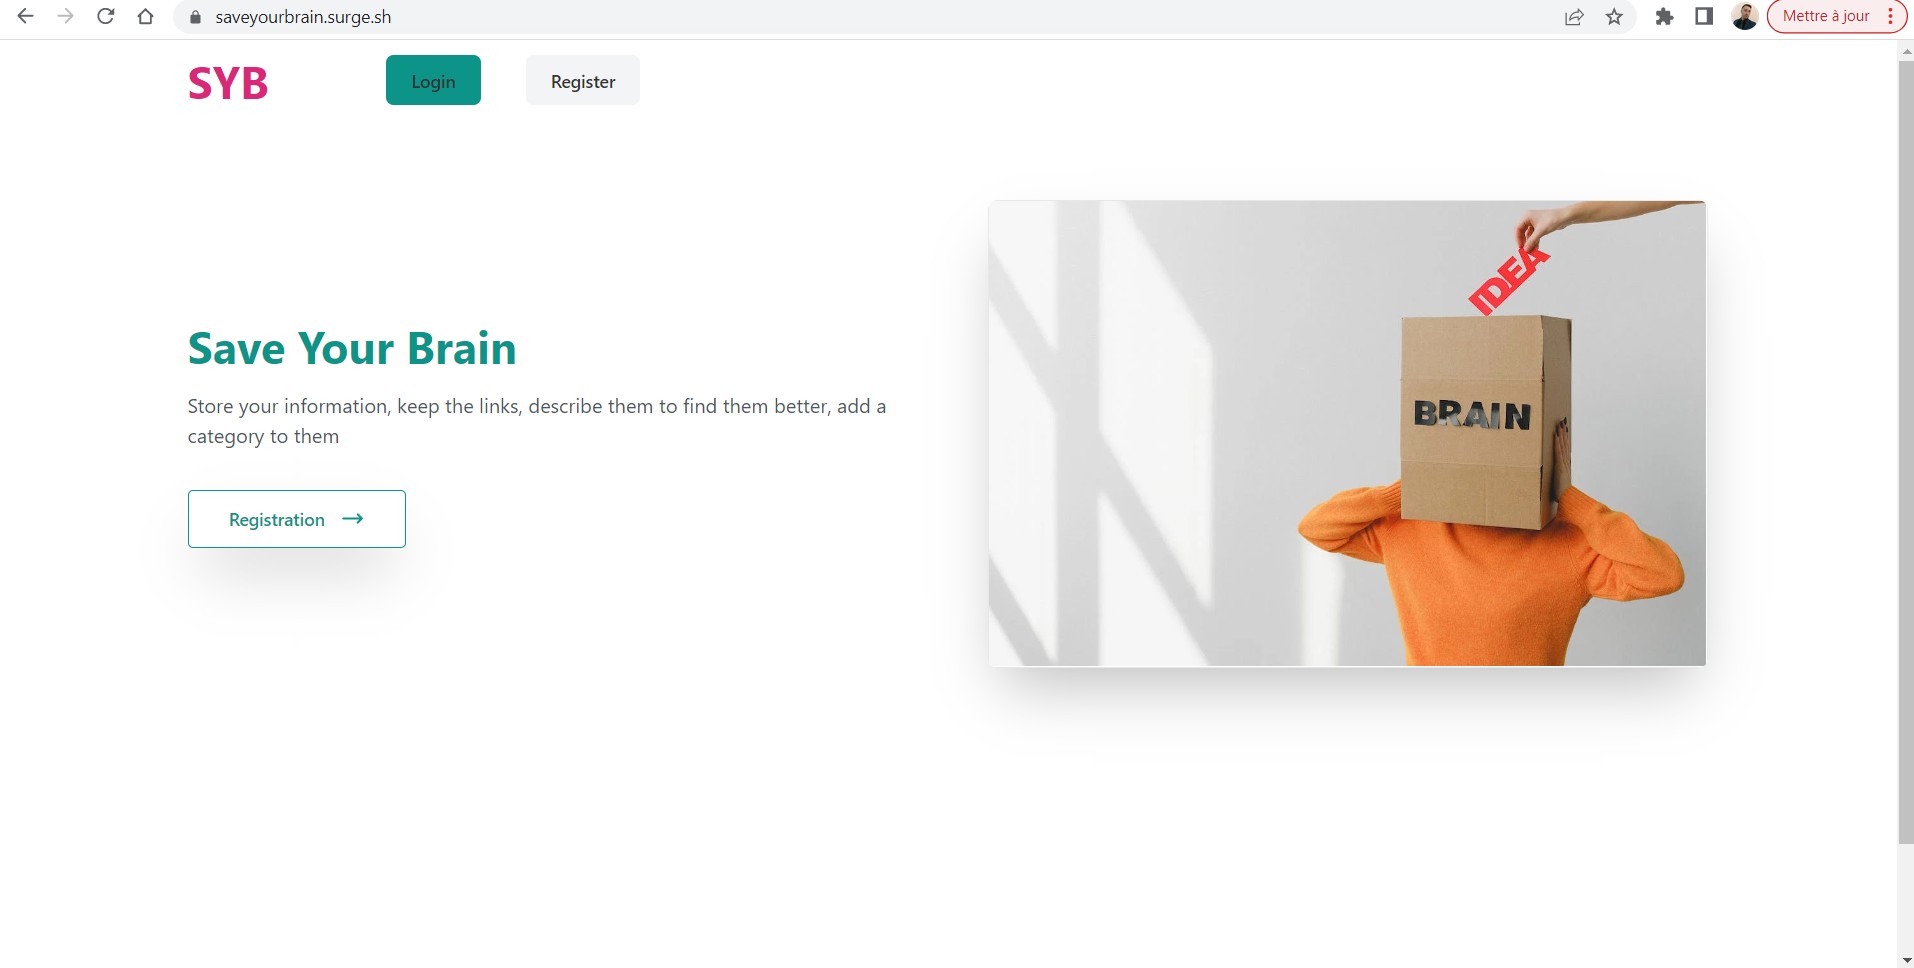 saveyourbrain.surge.sh
Mettre à jour
SYB
Login
Register
IDEA
BRAIN
Save Your Brain
Store your information, keep the links, describe them to find them better, add a
category to them
Registration